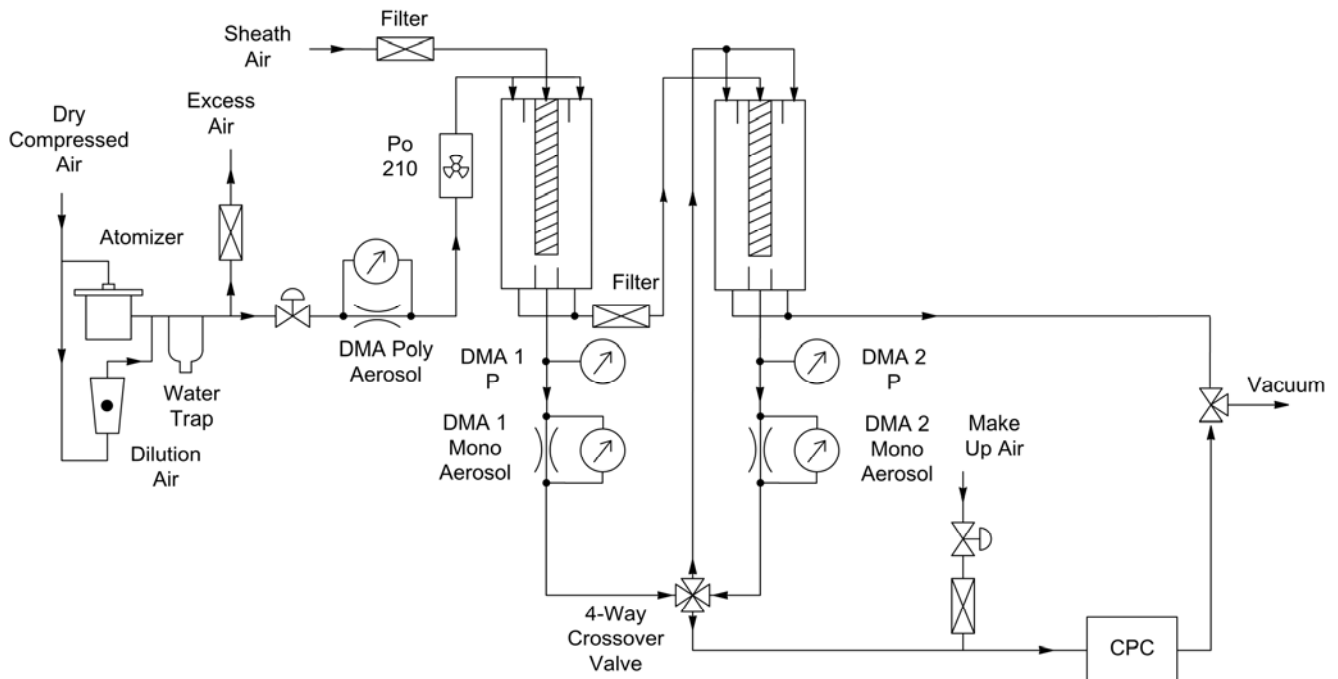 Filter
Sheath
Air
Excess
Air
Dry
Compressed
Air
Po
210
Atomizer
Filter
DMA Poly
Aerosol
Water
Trap
Dilution
Air
DMA 1
P
DMA 1
Mono
Aerosol
DMA 2
P
DMA 2
Mono
Aerosol
Make
Up Air
Vacuum
4-Way
Crossover
Valve
CPC